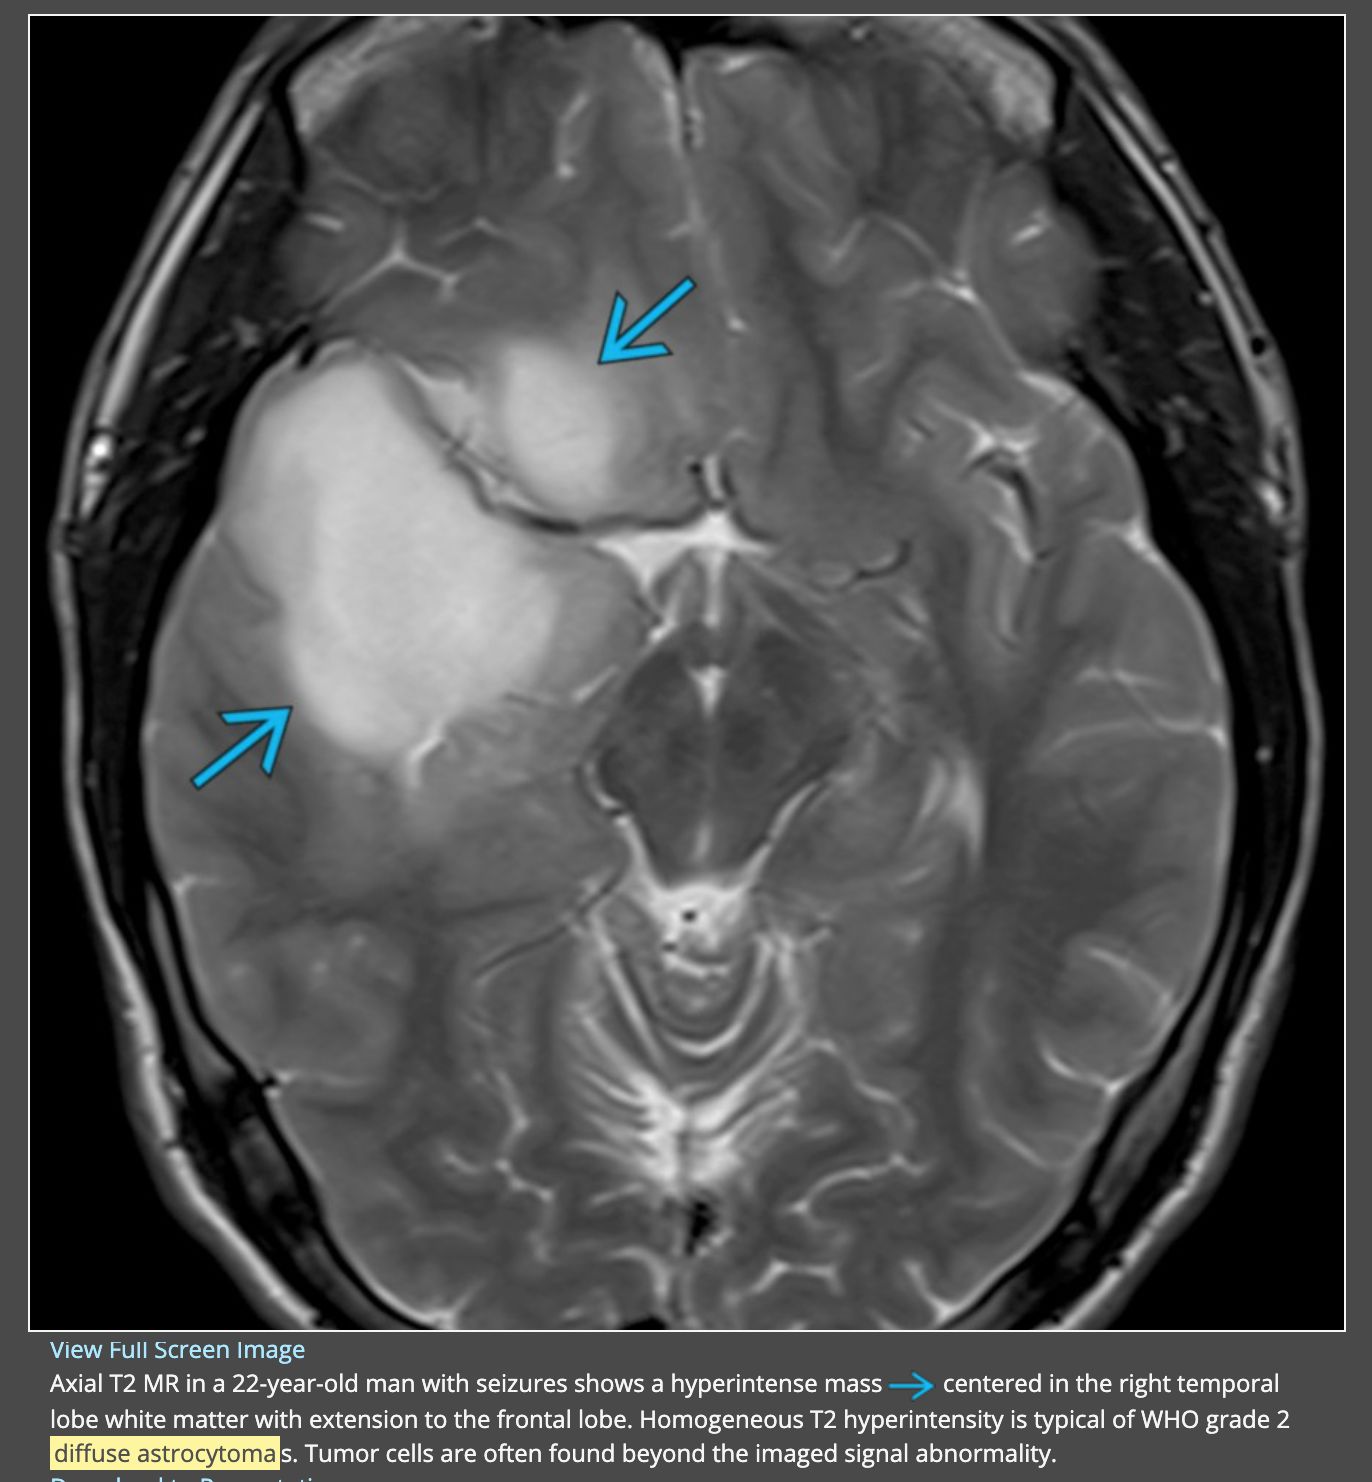 View Full Screen Image
Axial T2 MR in a 22-year-old man with seizures shows a hyperintense mass → centered in the right temporal
lobe white matter with extension to the frontal lobe. Homogeneous T2 hyperintensity is typical of WHO grade 2
diffuse astrocytomas. Tumor cells are often found beyond the imaged signal abnormality.